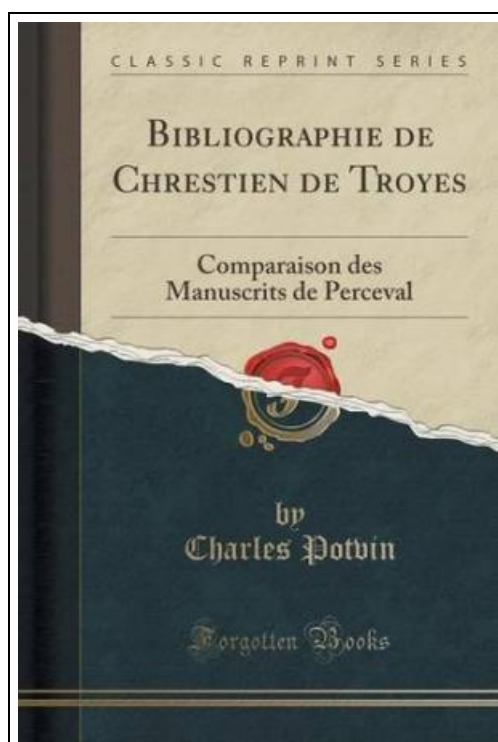 CLASSIC REPRINT SERIES
BIBLIOGRAPHIE DE
CHRESTIEN DE TROYES
Comparaison des
Manuscrits de Perceval
F
by
Charles Potvin
Forgotten Books